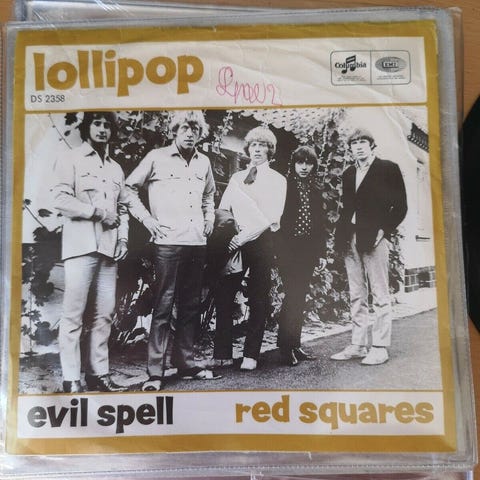 lollipop
DS 2358
Columbia
EMI
evil spell
red squares